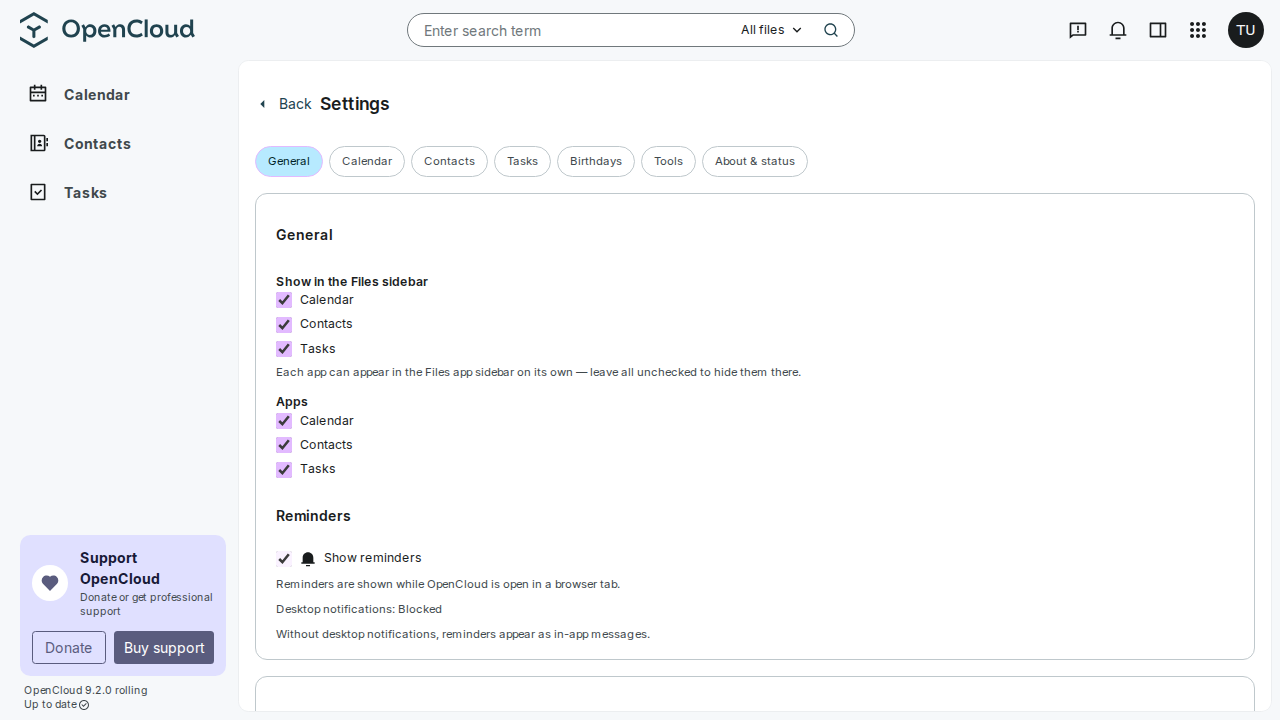 OpenCloud
Enter search term
All files
TU
Calendar
Contacts
Tasks
Back Settings
General
Calendar
Contacts
Tasks
Birthdays
Tools
About & status
General
Show in the Files sidebar
Calendar
Contacts
Tasks
Each app can appear in the Files app sidebar on its own — leave all unchecked to hide them there.
Apps
Calendar
Contacts
Tasks
Reminders
Show reminders
Reminders are shown while OpenCloud is open in a browser tab.
Desktop notifications: Blocked
Without desktop notifications, reminders appear as in-app messages.
Support
OpenCloud
Donate or get professional
support
Donate
Buy support
OpenCloud 9.2.0 rolling
Up to date